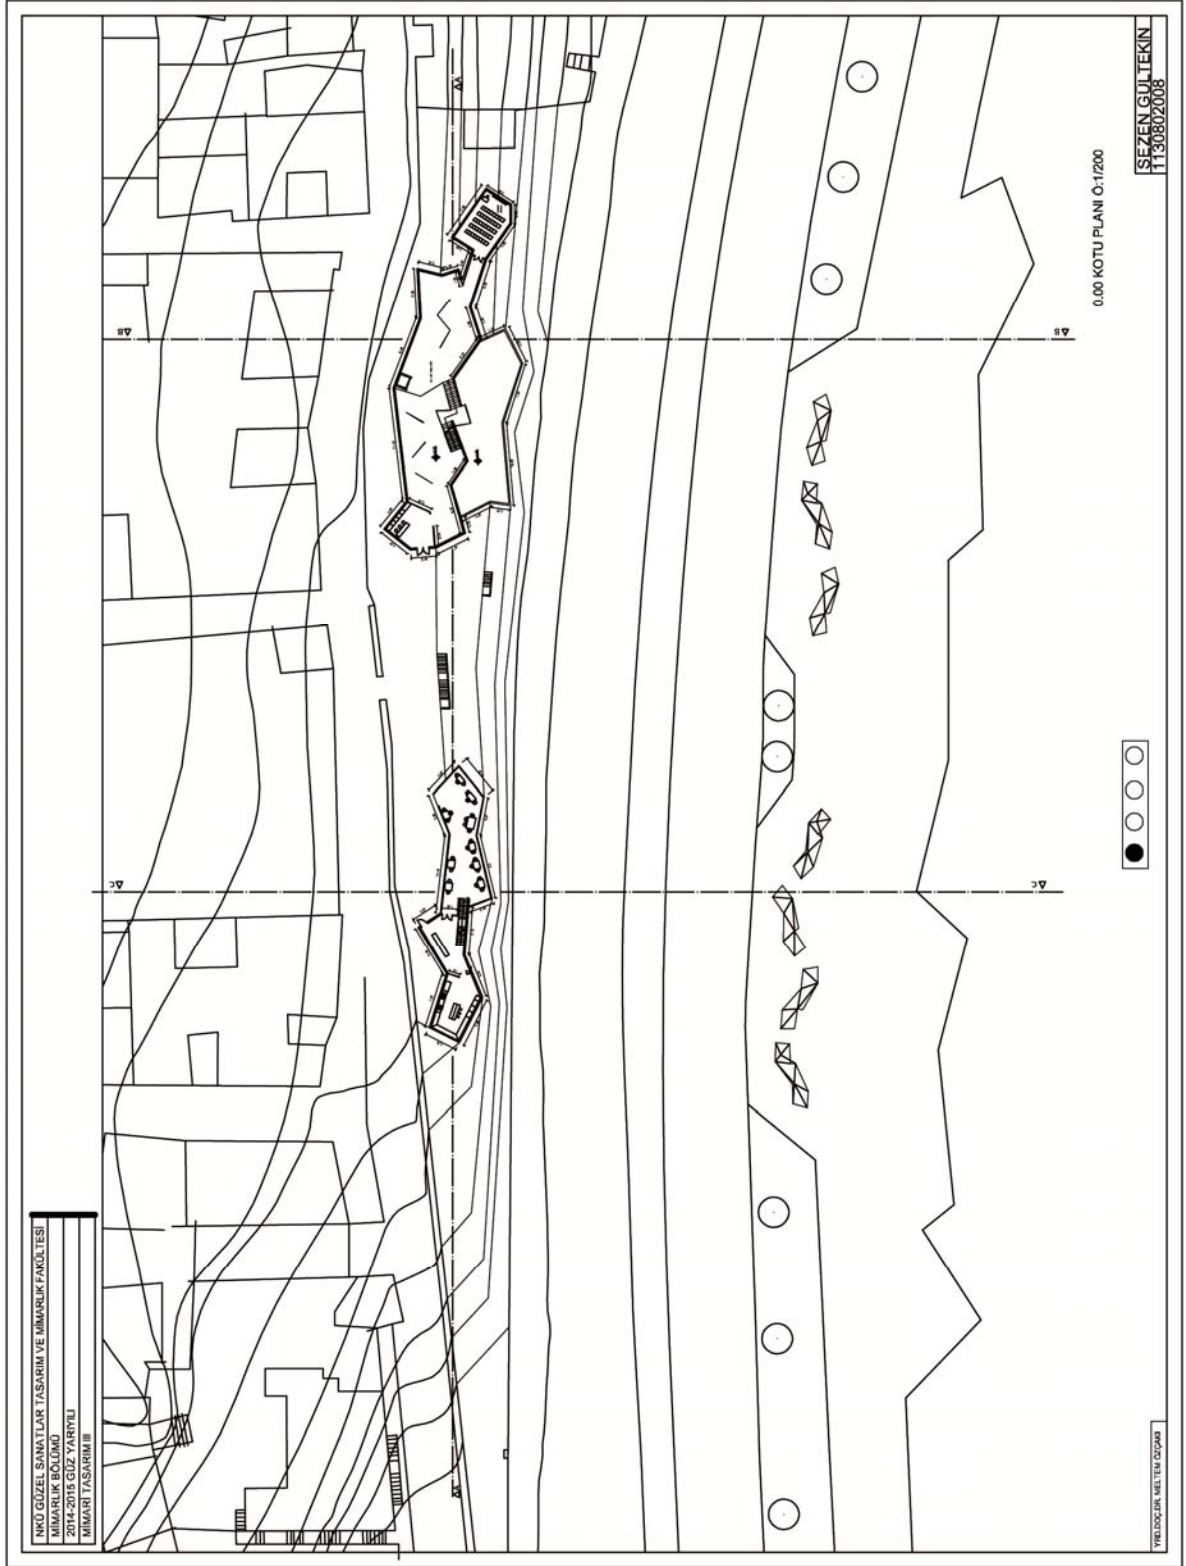 NKÜ GÜZEL SANATLAR TASARIM VE MİMARLIK FAKÜLTESİ
MİMARLIK BÖLÜMÜ
2014-2015 GÜZ YARIYILI
MİMARİ TASARIM III
A
A
B
B
C
C
0.00 KOTU PLANI Ö:1/200
SEZEN GÜLTEKİN
1130802008
YRD.DOÇ.DR. MELTEM ÖZÇAKI